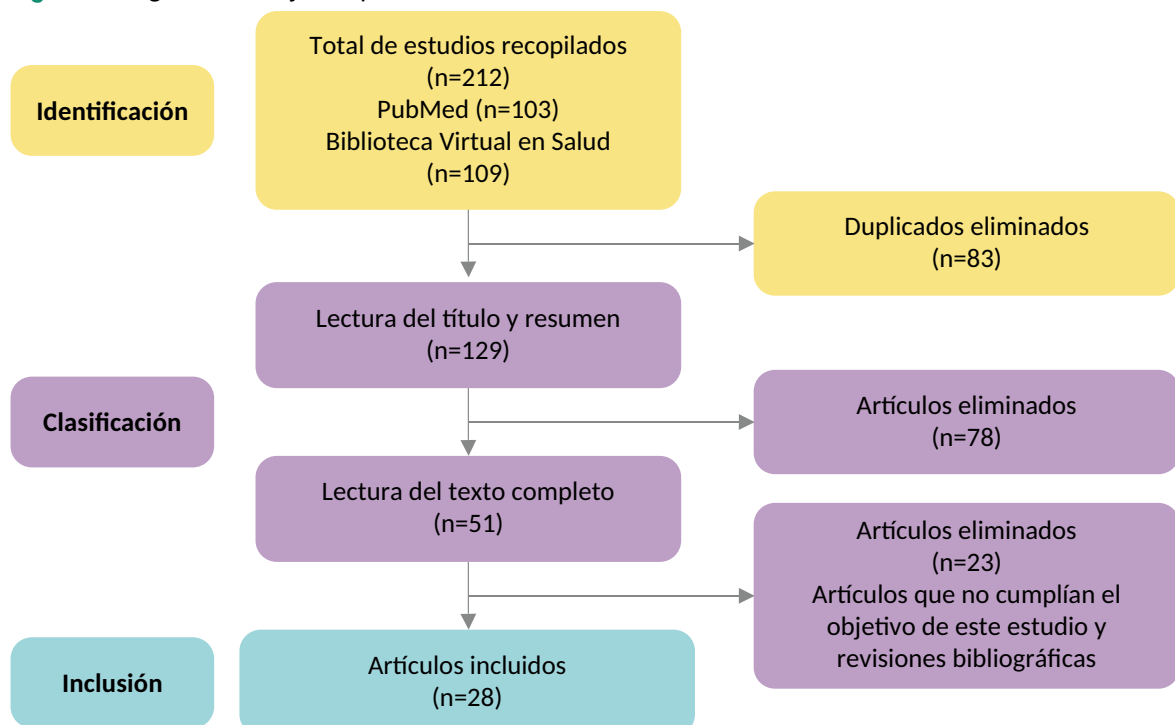 Identificación
Total de estudios recopilados
(n=212)
PubMed (n=103)
Biblioteca Virtual en Salud
(n=109)
Duplicados eliminados
(n=83)
Lectura del título y resumen
(n=129)
Clasificación
Artículos eliminados
(n=78)
Lectura del texto completo
(n=51)
Artículos eliminados
(n=23)
Artículos que no cumplían el
objetivo de este estudio y
revisiones bibliográficas
Inclusión
Artículos incluidos
(n=28)